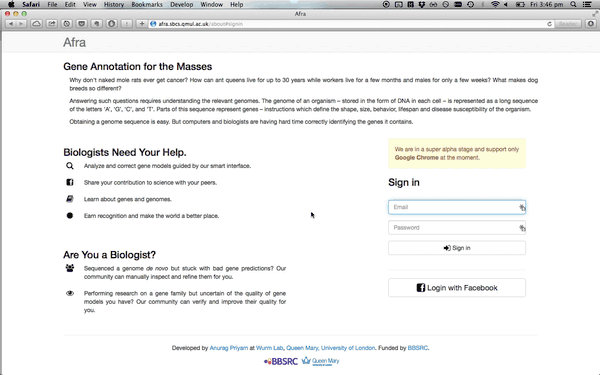 Safari File Edit View History Bookmarks Develop Window Help
Fri 3:46 pm
Afra
afra.sbcs.qmul.ac.uk/about#signin
Reader
Afra
Gene Annotation for the Masses
Why don't naked mole rats ever get cancer? How can ant queens live for up to 30 years while workers live for a few months and males for only a few weeks? What makes dog
breeds so different?
Answering such questions requires understanding the relevant genomes. The genome of an organism – stored in the form of DNA in each cell – is represented as a long sequence
of the letters 'A', 'G', 'C', and 'T'. Parts of this sequence represent genes – instructions which define the shape, size, behavior, lifespan and disease susceptibility of the organism.
Obtaining a genome sequence is easy. But computers and biologists are having hard time correctly identifying the genes it contains.
Biologists Need Your Help.
Analyze and correct gene models guided by our smart interface.
Share your contribution to science with your peers.
Learn about genes and genomes.
Earn recognition and make the world a better place.
Are You a Biologist?
Sequenced a genome de novo but stuck with bad gene predictions? Our
community can manually inspect and refine them for you.
Performing research on a gene family but uncertain of the quality of gene
models you have? Our community can verify and improve their quality for
you.
We are in a super alpha stage and support only
Google Chrome at the moment.
Sign in
Email
Password
Sign in
Login with Facebook
Developed by Anurag Priyam at Wurm Lab, Queen Mary, University of London. Funded by BBSRC.
BBSRC
Queen Mary